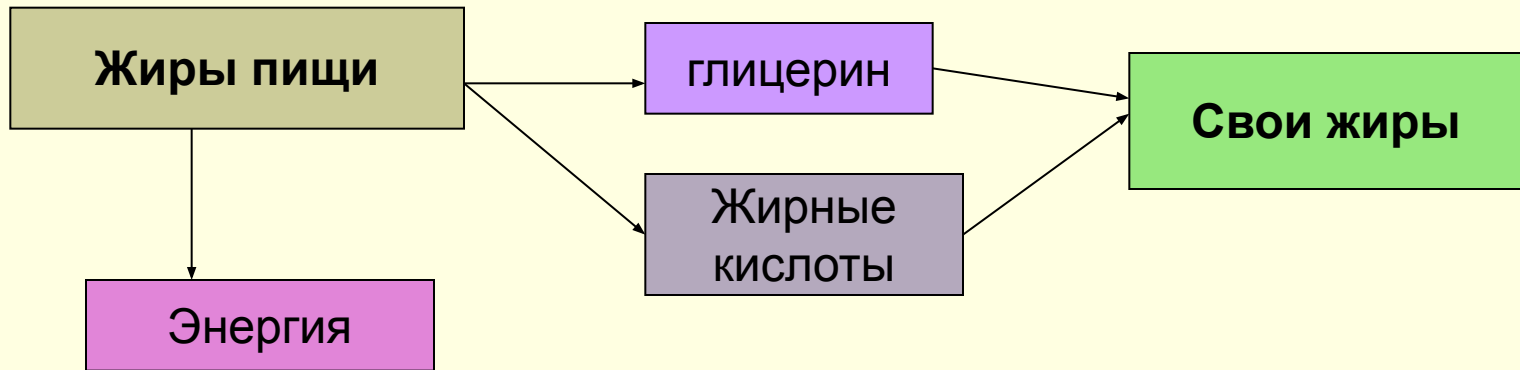 Жиры пищи
глицерин
Свои жиры
Жирные
кислоты
Энергия